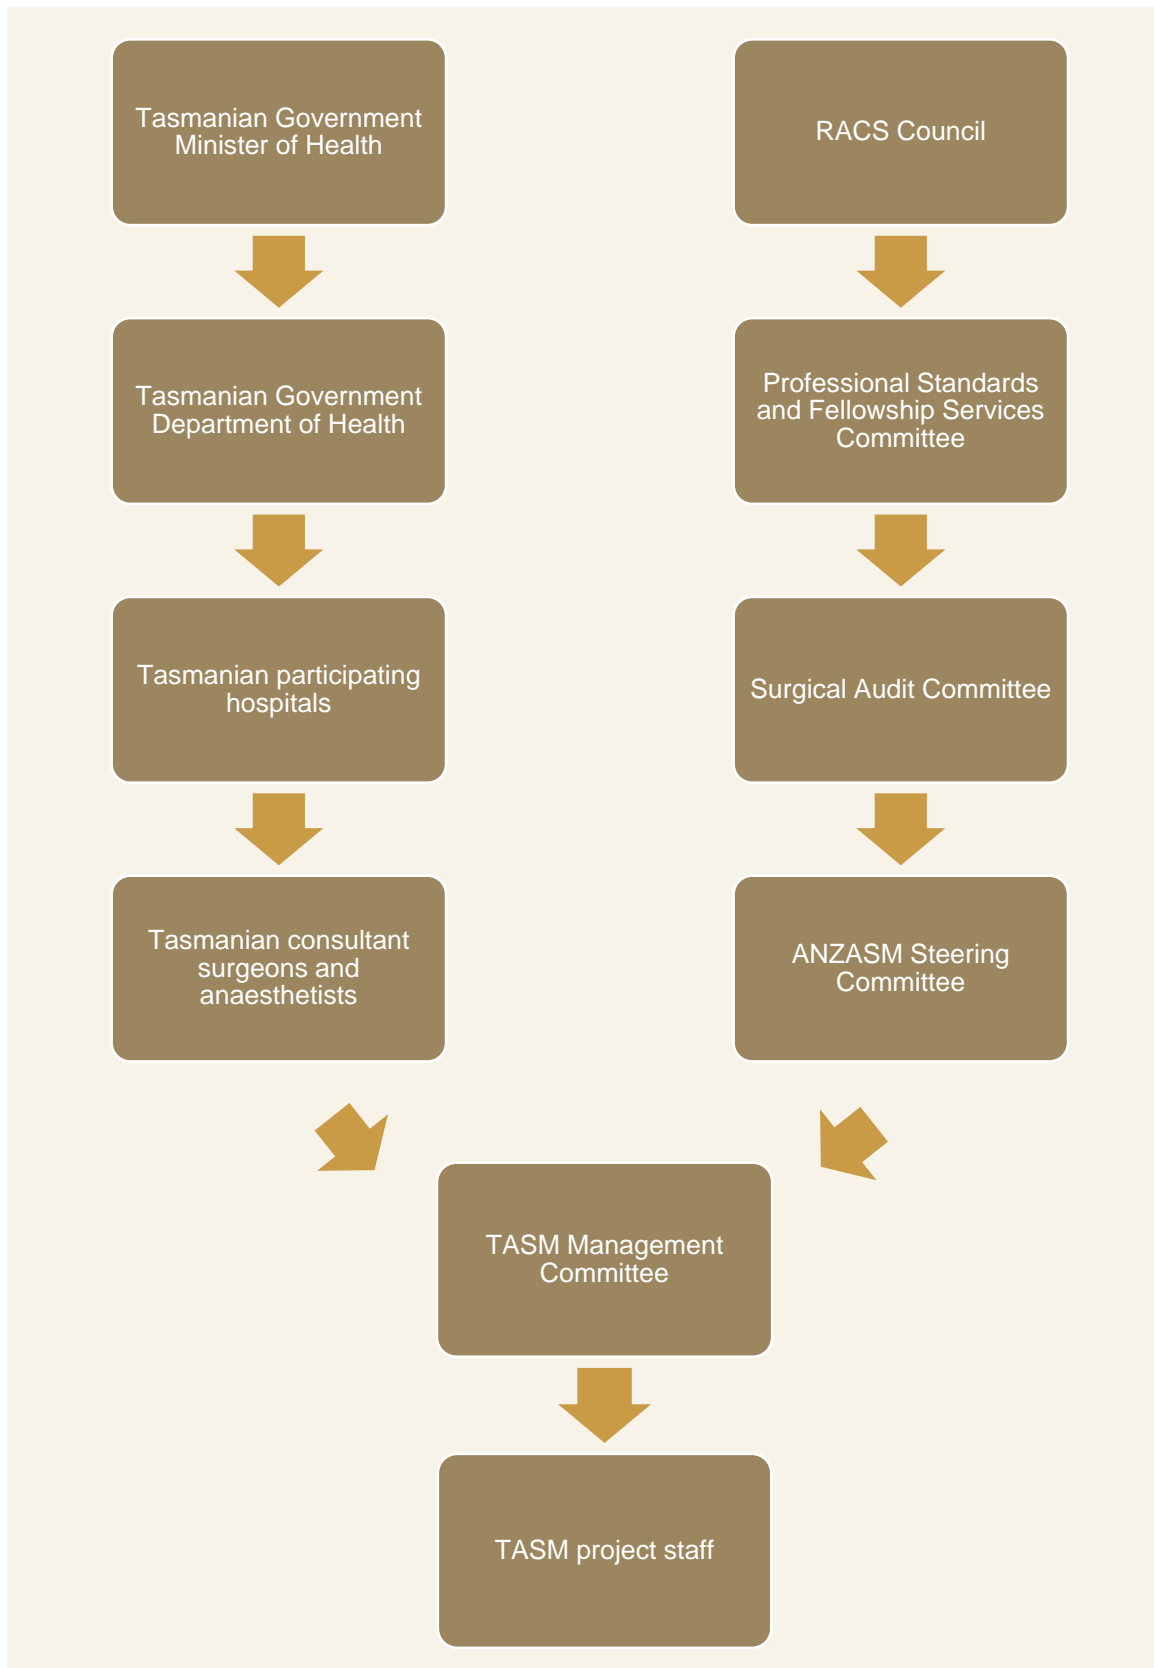 Tasmanian Government
Minister of Health
RACS Council
Tasmanian Government
Department of Health
Professional Standards
and Fellowship Services
Committee
Tasmanian participating
hospitals
Surgical Audit Committee
Tasmanian consultant
surgeons and
anaesthetists
ANZASM Steering
Committee
TASM Management
Committee
TASM project staff